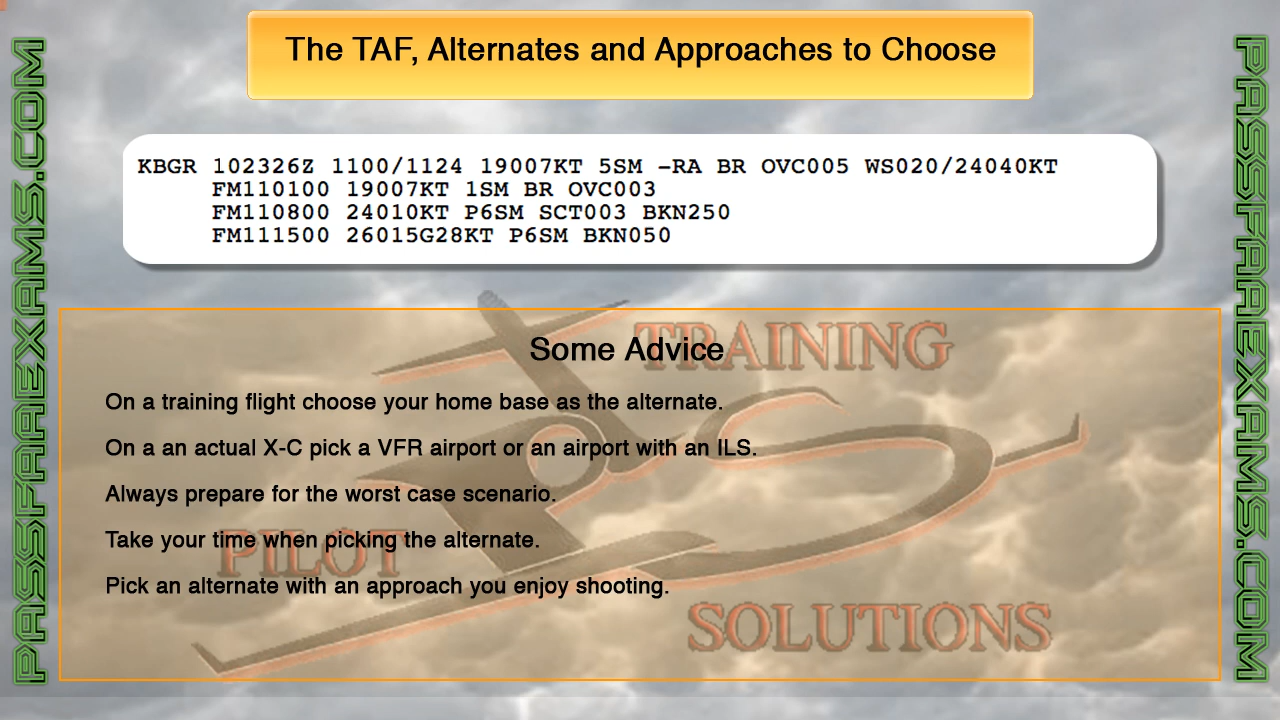 The TAF, Alternates and Approaches to Choose
KBGR 102326Z 1100/1124 19007KT 5SM -RA BR OVC005 WS020/24040KT
FM110100 19007KT 1SM BR OVC003
FM110800 24010KT P6SM SCT003 BKN250
FM111500 26015G28KT P6SM BKN050
Some Advice
On a training flight choose your home base as the alternate.
On a an actual X-C pick a VFR airport or an airport with an ILS.
Always prepare for the worst case scenario.
Take your time when picking the alternate.
Pick an alternate with an approach you enjoy shooting.
PILOT
TRAINING
SOLUTIONS
PASSFAAEXAMS.COM
PASSFAAEXAMS.COM